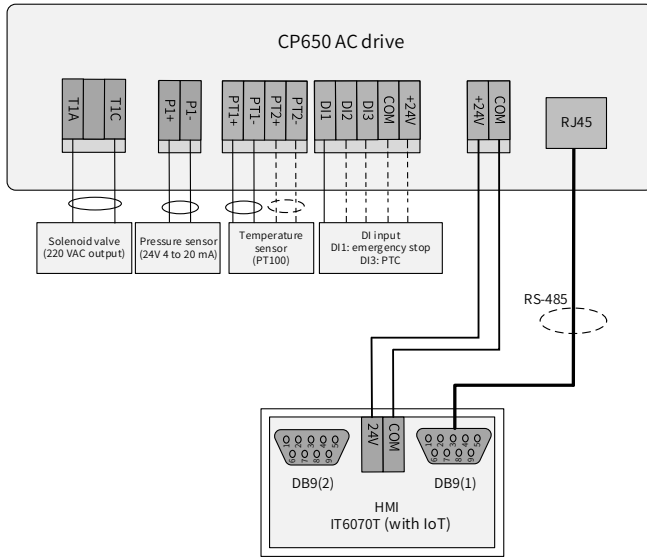 CP650 AC drive
T1A
T1C
P1+
P1-
PT1+
PT1-
PT2+
PT2-
DI1
DI2
DI3
COM
+24V
+24V
COM
RJ45
Solenoid valve
(220 VAC output)
Pressure sensor
(24V 4 to 20 mA)
Temperature
sensor
(PT100)
DI input
DI1: emergency stop
DI3: PTC
RS-485
24V
COM
1 2 3 4 5
6 7 8 9
DB9(2)
1 2 3 4 5
6 7 8 9
DB9(1)
HMI
IT6070T (with IoT)